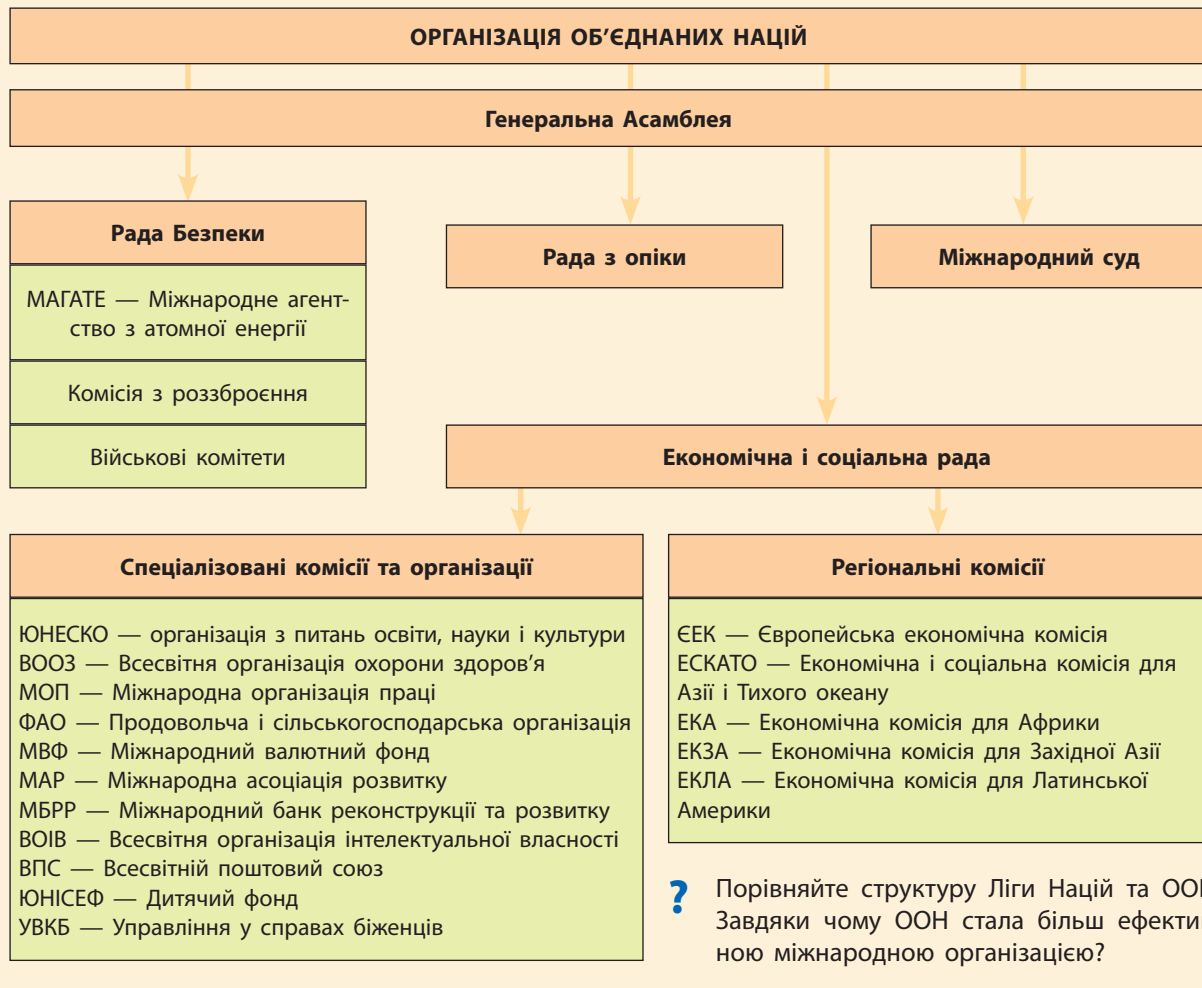 ОРГАНІЗАЦІЯ ОБ’ЄДНАНИХ НАЦІЙ
Генеральна Асамблея
Рада Безпеки
МАГАТЕ — Міжнародне агент-
ство з атомної енергії
Комісія з роззброєння
Військові комітети
Рада з опіки
Міжнародний суд
Економічна і соціальна рада
Спеціалізовані комісії та організації
ЮНЕСКО — організація з питань освіти, науки і культури
ВООЗ — Всесвітня організація охорони здоров’я
МОП — Міжнародна організація праці
ФАО — Продовольча і сільськогосподарська організація
МВФ — Міжнародний валютний фонд
МАР — Міжнародна асоціація розвитку
МБРР — Міжнародний банк реконструкції та розвитку
ВОІВ — Всесвітня організація інтелектуальної власності
ВПС — Всесвітній поштовий союз
ЮНІСЕФ — Дитячий фонд
УВКБ — Управління у справах біженців
Регіональні комісії
ЄЕК — Європейська економічна комісія
ЕСКАТО — Економічна і соціальна комісія для
Азії і Тихого океану
ЕКА — Економічна комісія для Африки
ЕКЗА — Економічна комісія для Західної Азії
ЕКЛА — Економічна комісія для Латинської
Америки
? Порівняйте структуру Ліги Націй та ООН
Завдяки чому ООН стала більш ефектив
ною міжнародною організацією?